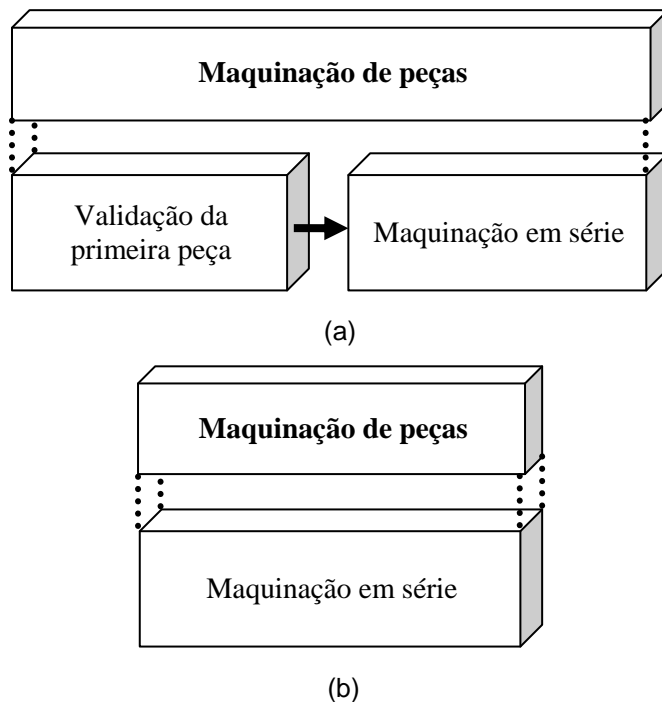 Maquinação de peças
Validação da
primeira peça
Maquinação em série
(a)
Maquinação de peças
Maquinação em série
(b)